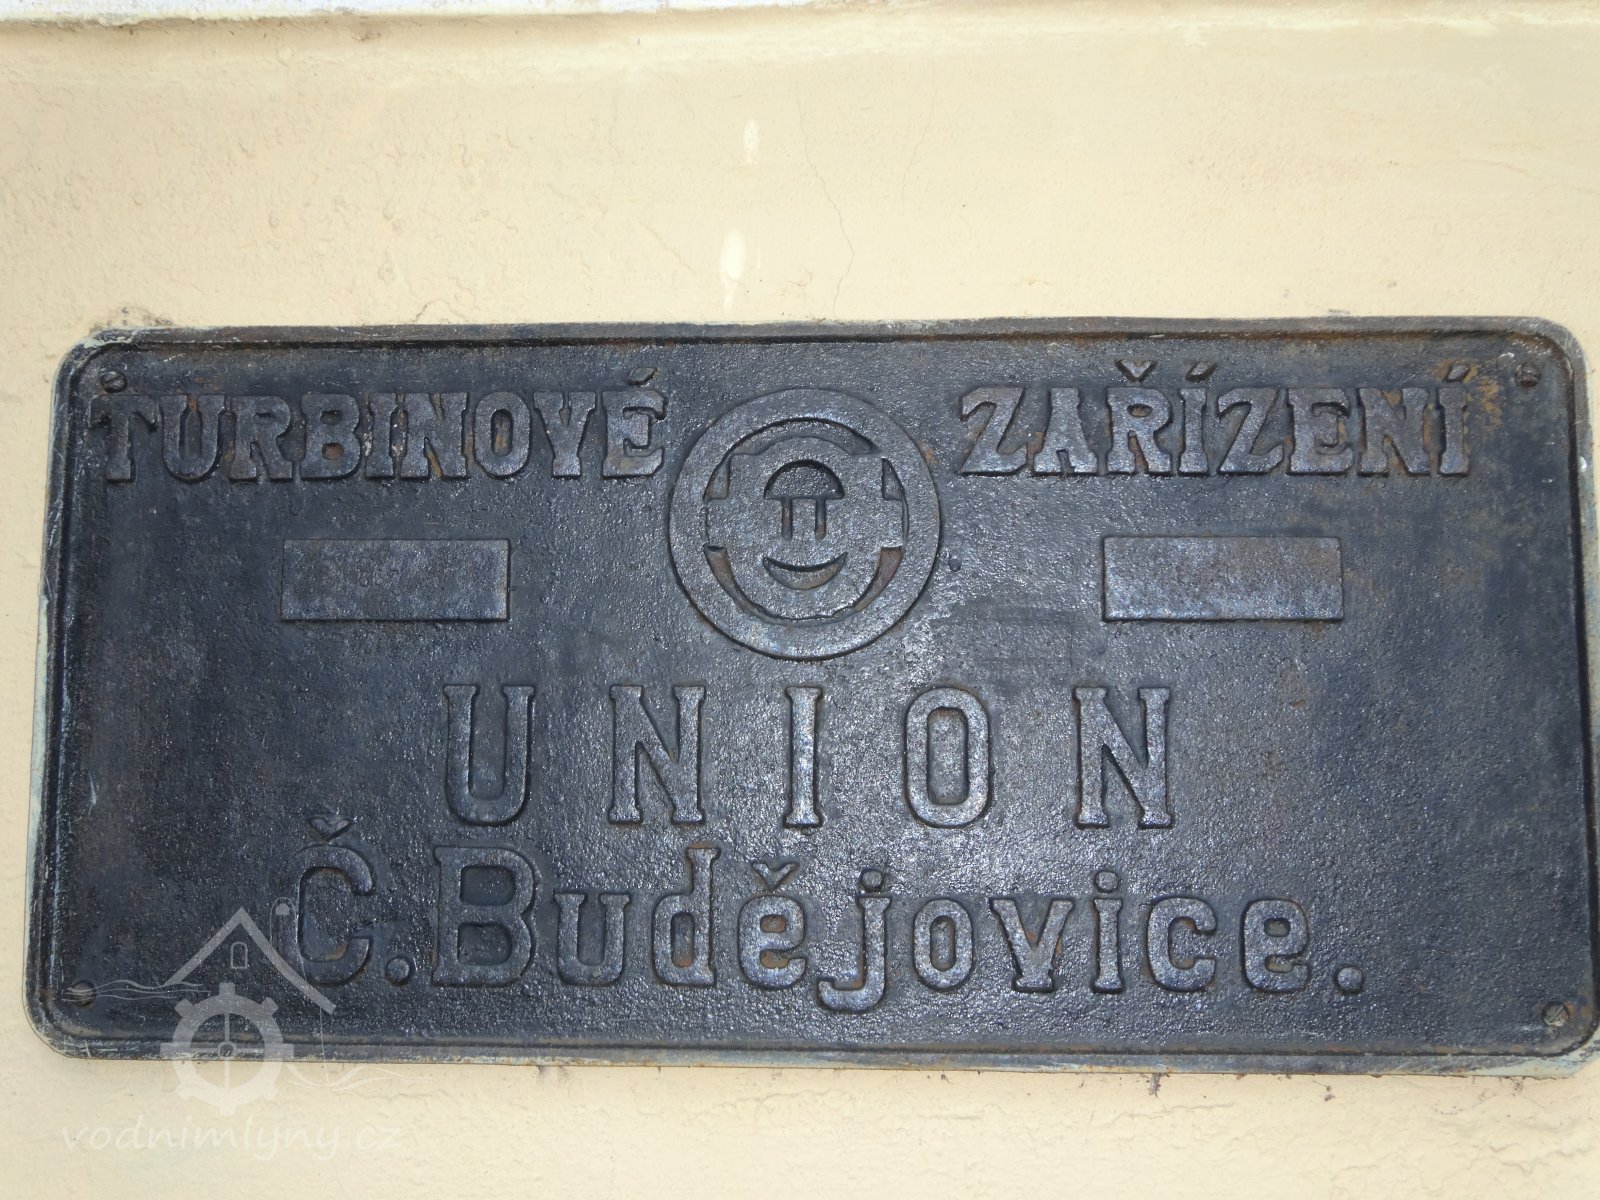 TURBINOVÉ ZAŘÍZENÍ
UNION
Č. Budějovice.
vodnimlyny.cz